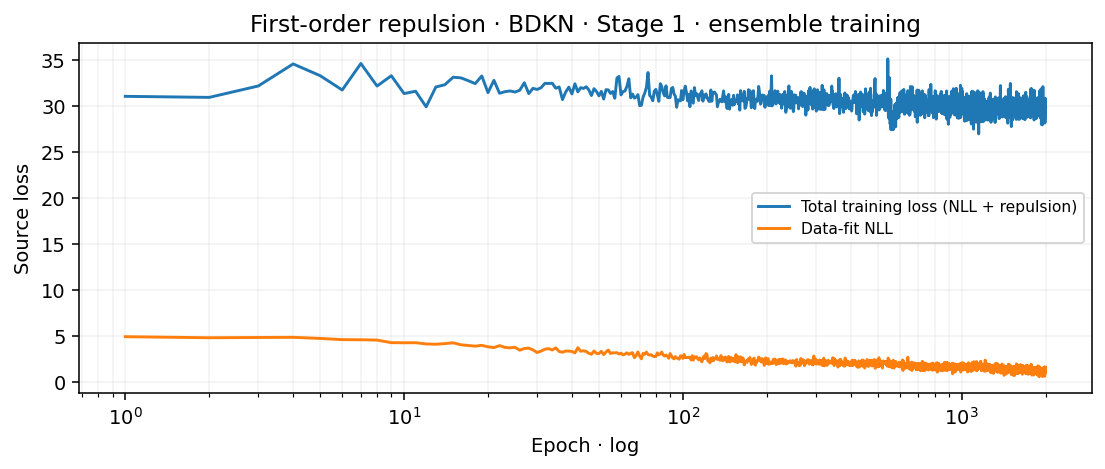 First-order repulsion · BDKN · Stage 1 · ensemble training
Source loss
35
30
25
20
15
10
5
0
Total training loss (NLL + repulsion)
Data-fit NLL
10⁰ 10¹ 10² 10³
Epoch · log